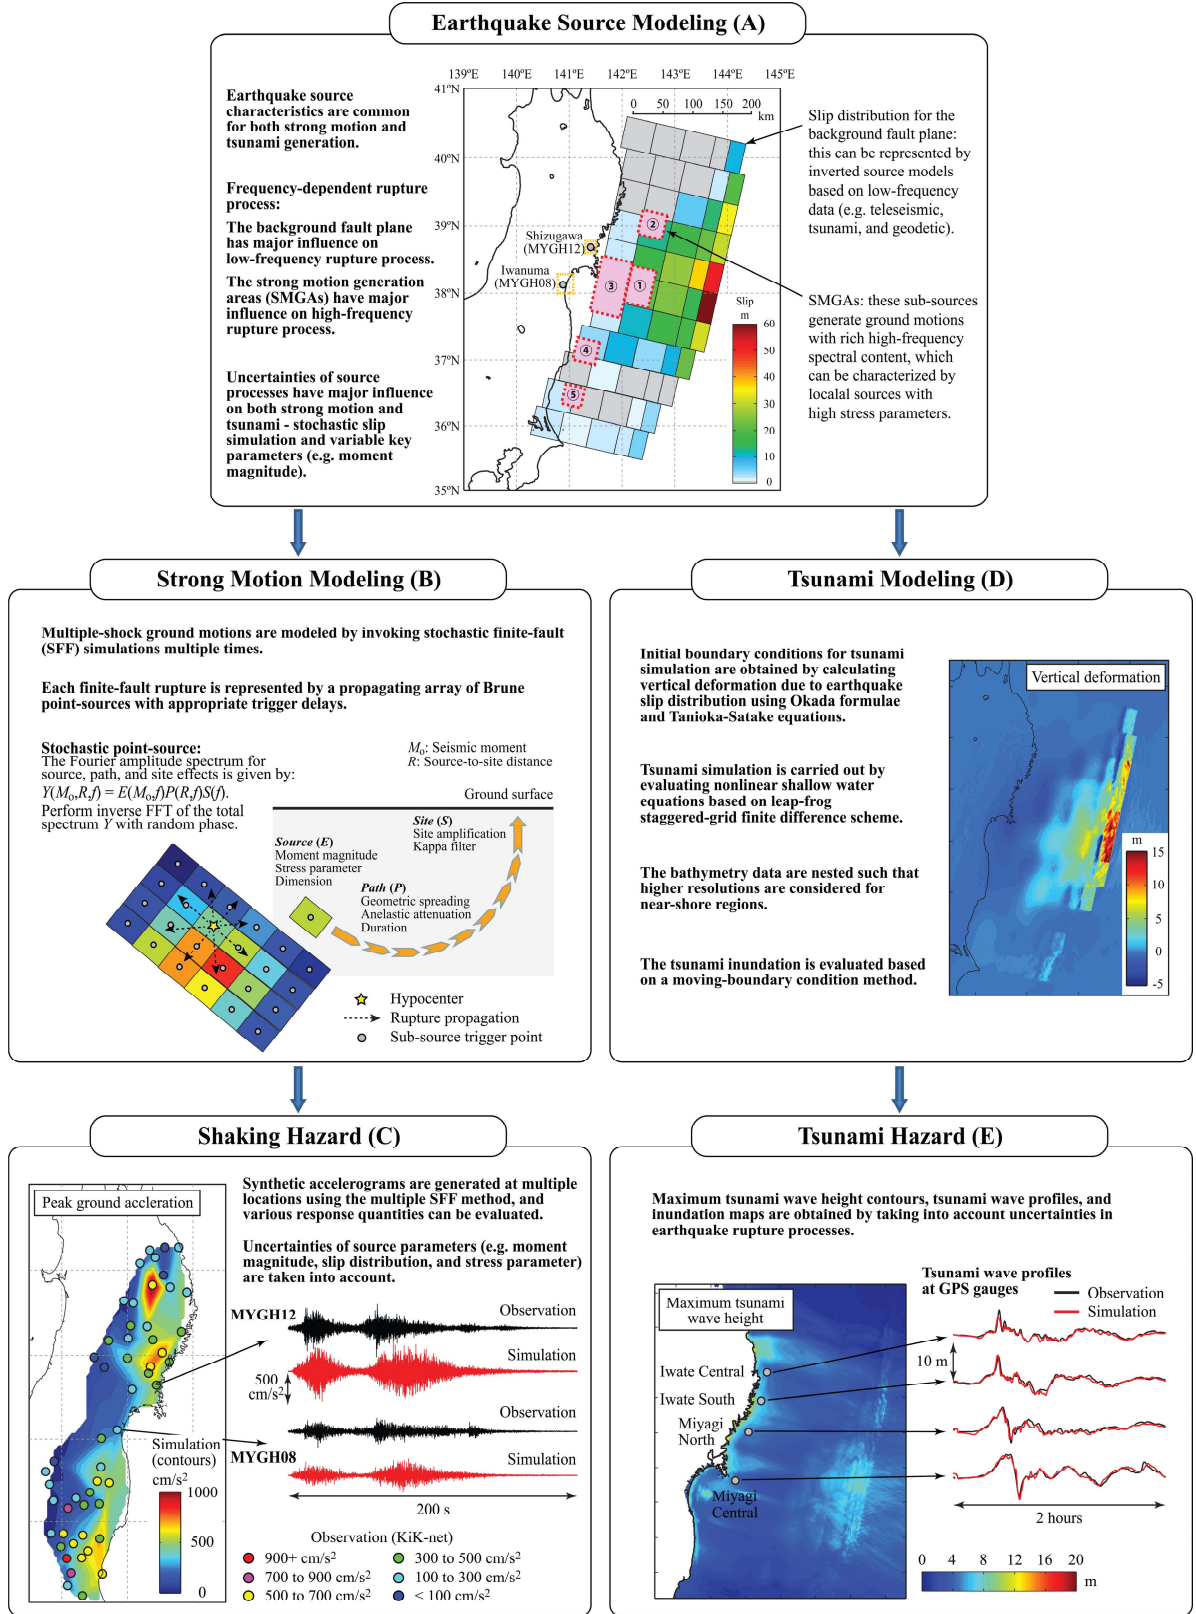 Earthquake Source Modeling (A)
Earthquake source
characteristics are common
for both strong motion and
tsunami generation.
Frequency-dependent rupture
process:
The background fault plane
has major influence on
low-frequency rupture process.
The strong motion generation
areas (SMGAs) have major
influence on high-frequency
rupture process.
Uncertainties of source
processes have major influence
on both strong motion and
tsunami - stochastic slip
simulation and variable key
parameters (e.g. moment
magnitude).
139°E 140°E 141°E 142°E 143°E 144°E 145°E
41°N
40°N
39°N
38°N
37°N
36°N
35°N
0 50 100 150 200
km
Shizugawa
(MYGH12)
Iwanuma
(MYGH08)
②
③ ①
④
⑤
Slip
m
60
50
40
30
20
10
0
Slip distribution for the
background fault plane:
this can be represented by
inverted source models
based on low-frequency
data (e.g. teleseismic,
tsunami, and geodetic).
SMGAs: these sub-sources
generate ground motions
with rich high-frequency
spectral content, which
can be characterized by
localal sources with
high stress parameters.
Strong Motion Modeling (B)
Multiple-shock ground motions are modeled by invoking stochastic finite-fault
(SFF) simulations multiple times.
Each finite-fault rupture is represented by a propagating array of Brune
point-sources with appropriate trigger delays.
Stochastic point-source:
The Fourier amplitude spectrum for
source, path, and site effects is given by:
Y(M₀,R,f) = E(M₀,f)P(R,f)S(f).
Perform inverse FFT of the total
spectrum Y with random phase.
M₀: Seismic moment
R: Source-to-site distance
Ground surface
Source (E)
Moment magnitude
Stress parameter
Dimension
Path (P)
Geometric spreading
Anelastic attenuation
Duration
Site (S)
Site amplification
Kappa filter
Hypocenter
Rupture propagation
Sub-source trigger point
Tsunami Modeling (D)
Initial boundary conditions for tsunami
simulation are obtained by calculating
vertical deformation due to earthquake
slip distribution using Okada formulae
and Tanioka-Satake equations.
Tsunami simulation is carried out by
evaluating nonlinear shallow water
equations based on leap-frog
staggered-grid finite difference scheme.
The bathymetry data are nested such that
higher resolutions are considered for
near-shore regions.
The tsunami inundation is evaluated based
on a moving-boundary condition method.
Vertical deformation
m
15
10
5
0
-5
Shaking Hazard (C)
Peak ground accleration
Synthetic accelerograms are generated at multiple
locations using the multiple SFF method, and
various response quantities can be evaluated.
Uncertainties of source parameters (e.g. moment
magnitude, slip distribution, and stress parameter)
are taken into account.
MYGH12
Observation
Simulation
500
cm/s²
Observation
MYGH08
Simulation
200 s
Simulation
(contours)
cm/s²
1000
500
0
Observation (KiK-net)
900+ cm/s²
700 to 900 cm/s²
500 to 700 cm/s²
300 to 500 cm/s²
100 to 300 cm/s²
< 100 cm/s²
Tsunami Hazard (E)
Maximum tsunami wave height contours, tsunami wave profiles, and
inundation maps are obtained by taking into account uncertainties in
earthquake rupture processes.
Maximum tsunami
wave height
Iwate Central
Iwate South
Miyagi
North
Miyagi
Central
Tsunami wave profiles
at GPS gauges
Observation
Simulation
10 m
2 hours
0 4 8 12 16 20
m